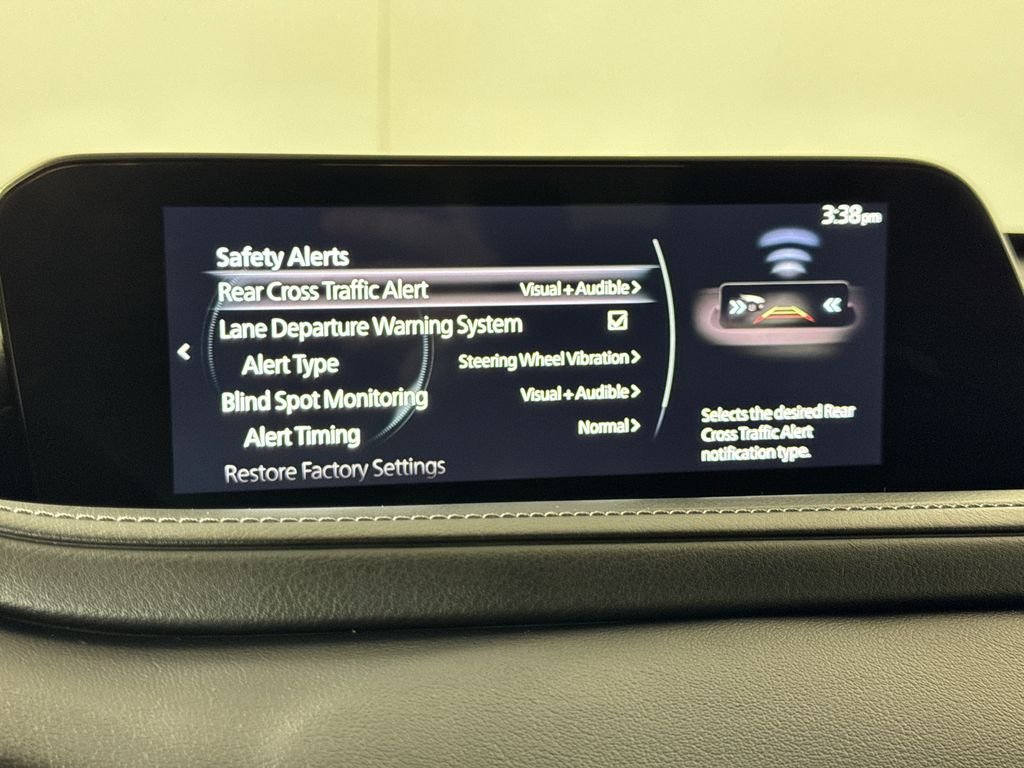 3:38pm
Safety Alerts
Rear Cross Traffic Alert Visual+Audible>
Lane Departure Warning System
Alert Type Steering Wheel Vibration>
Blind Spot Monitoring Visual+Audible>
Alert Timing Normal>
Restore Factory Settings
Selects the desired Rear
Cross Traffic Alert
notification type.